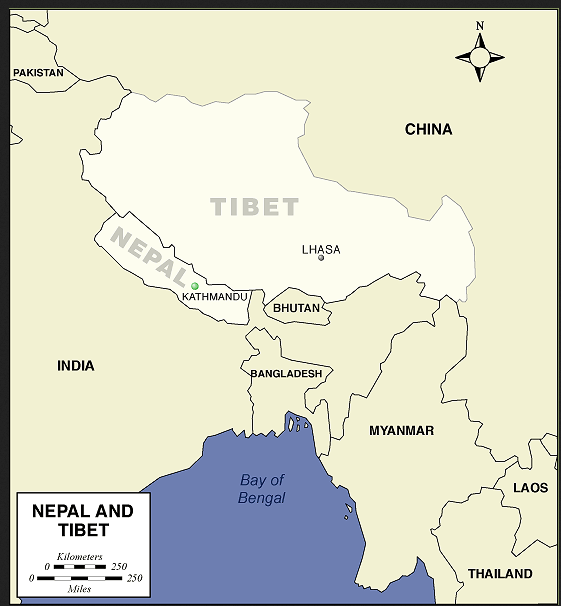 N
PAKISTAN
CHINA
TIBET
NEPAL
LHASA
KATHMANDU
BHUTAN
INDIA
BANGLADESH
MYANMAR
Bay of
Bengal
LAOS
THAILAND
NEPAL AND
TIBET
Kilometers
0 250
0 250
Miles